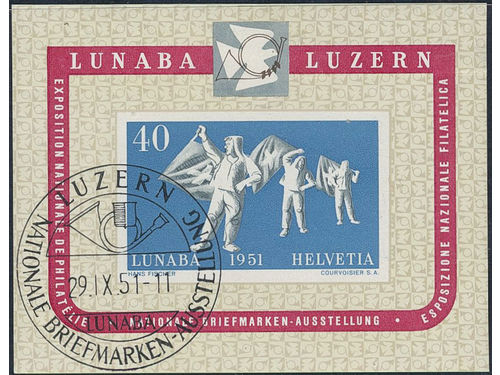 LUNABA LUZERN
EXPOSITION NATIONALE DE PHILATELIE
NATIONALE BRIEFMARKEN-AUSSTELLUNG •
ESPOSIZIONE NAZIONALE FILATELICA
40
LUNABA 1951 HELVETIA
HANS FISCHER COURVOISIER S.A.
LUZERN
29.IX.51-11
LUNABA
NATIONALE BRIEFMARKEN-AUSSTELLUNG